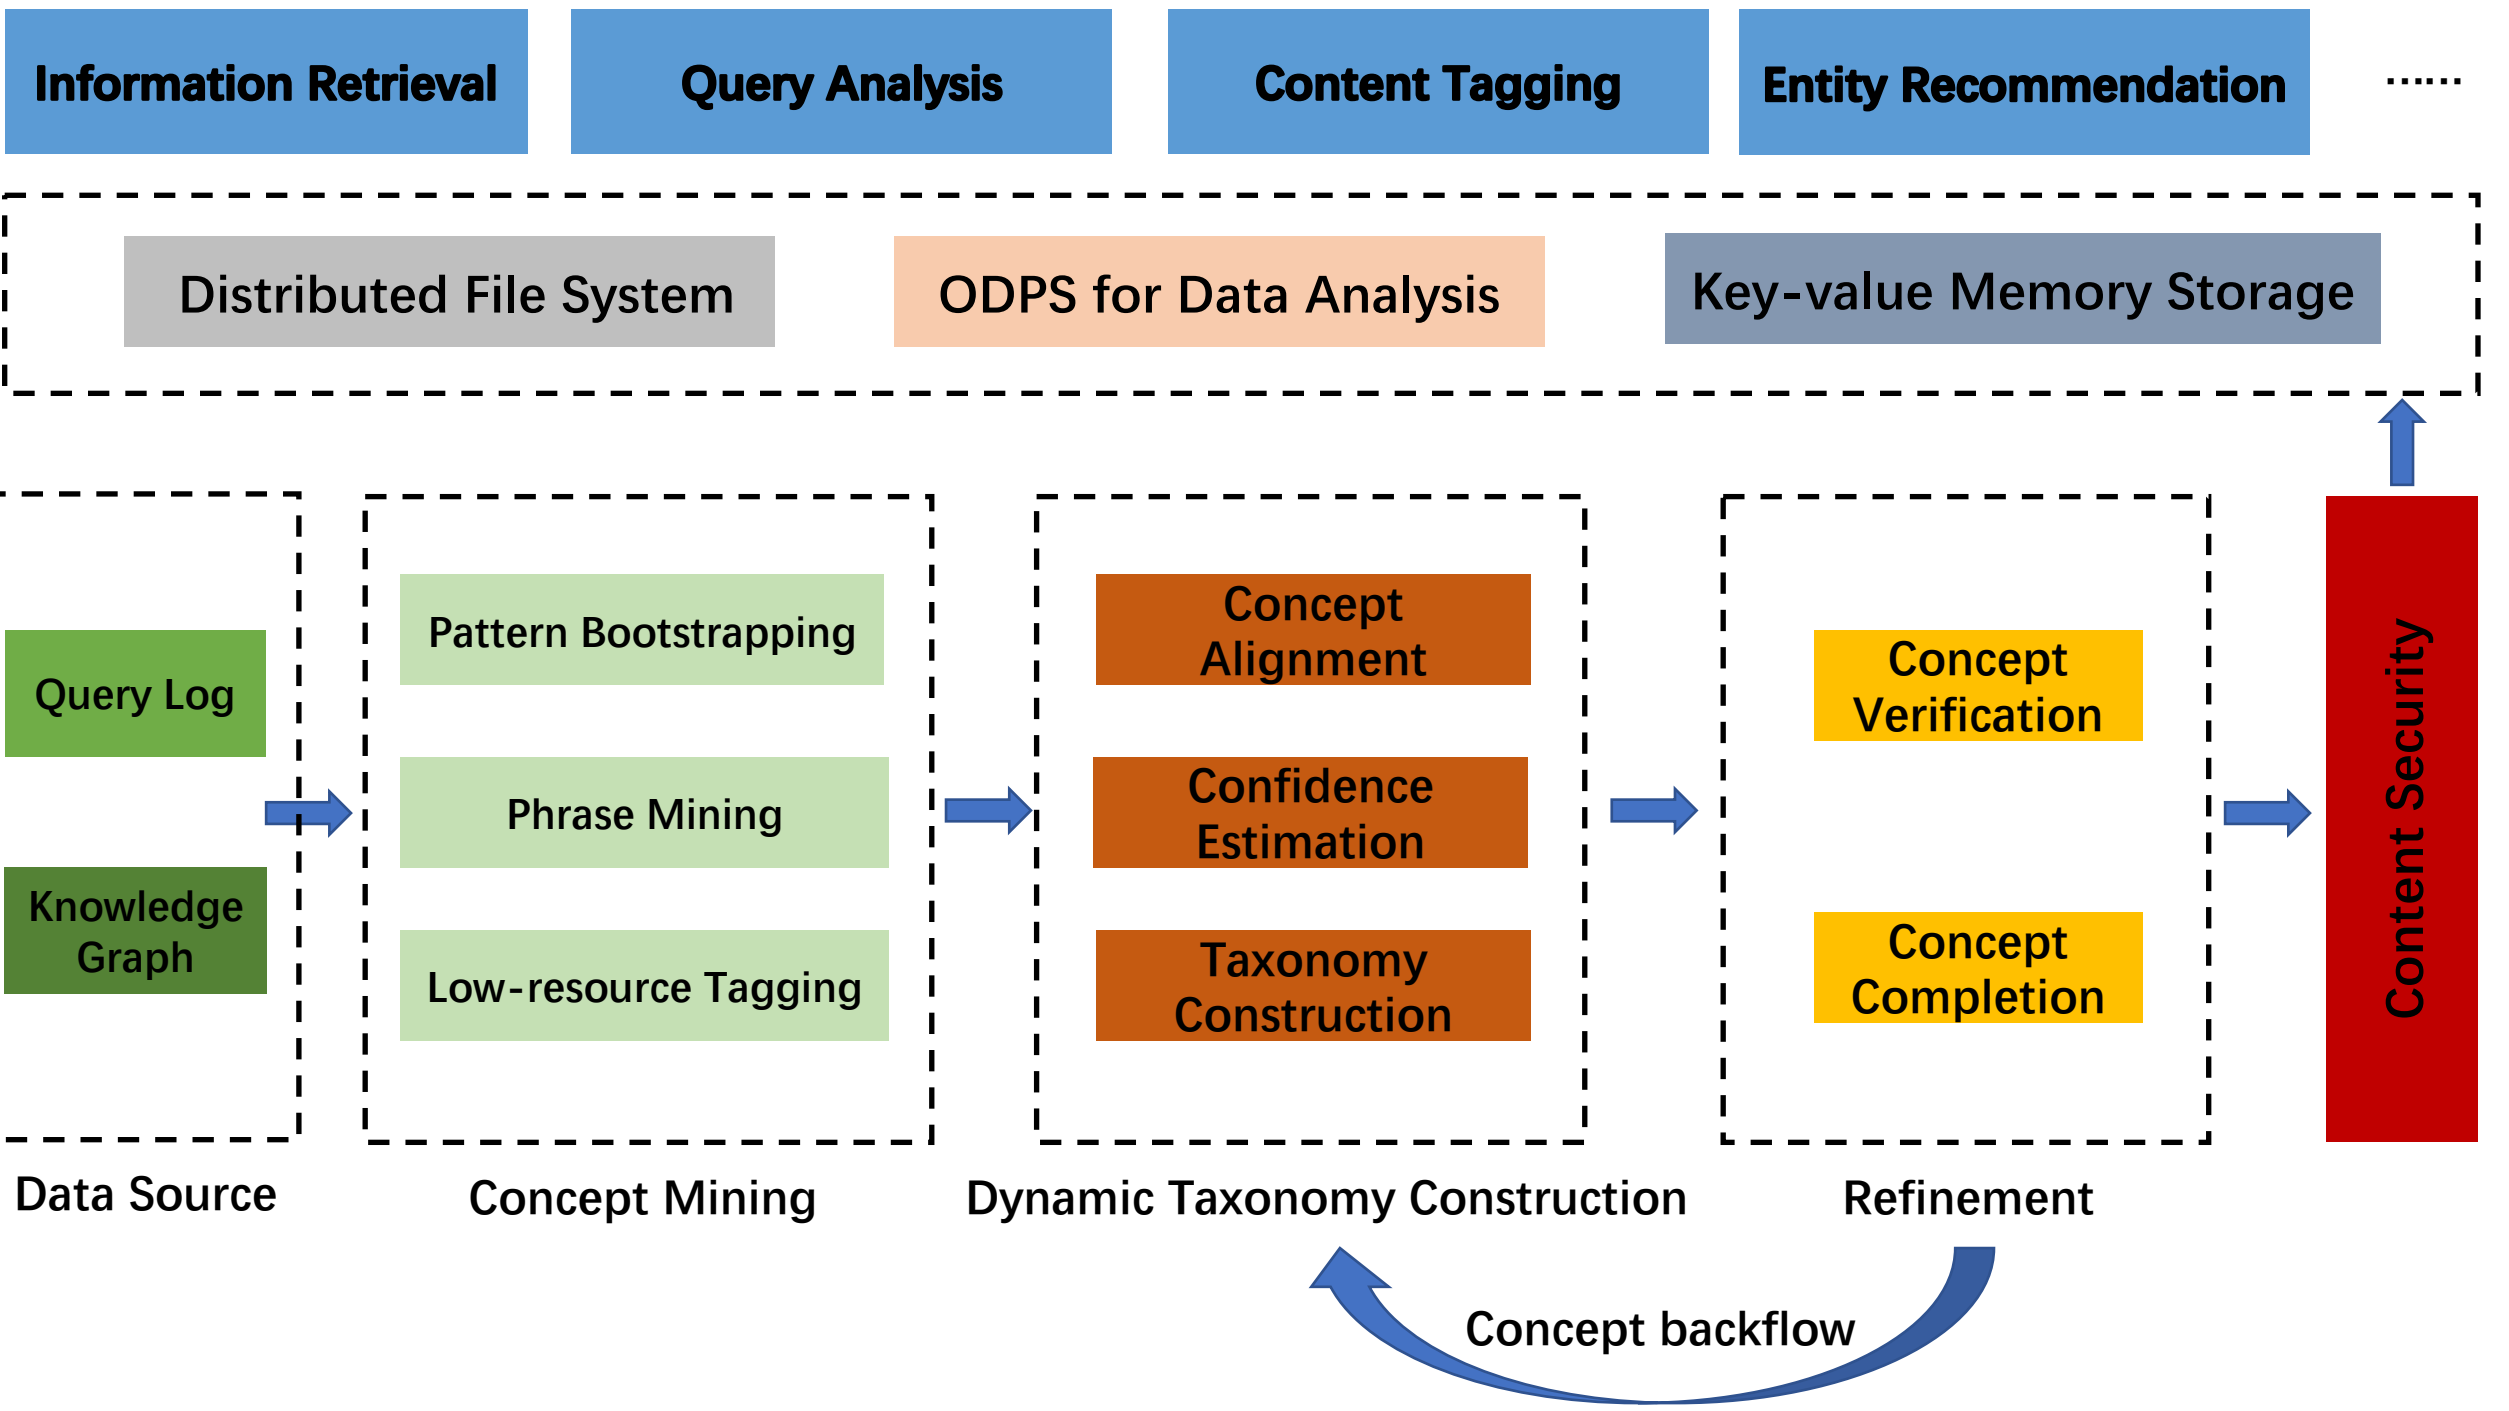 Information Retrieval
Query Analysis
Content Tagging
Entity Recommendation
......
Distributed File System
ODPS for Data Analysis
Key-value Memory Storage
Query Log
Knowledge
Graph
Data Source
Pattern Bootstrapping
Phrase Mining
Low-resource Tagging
Concept Mining
Concept
Alignment
Confidence
Estimation
Taxonomy
Construction
Dynamic Taxonomy Construction
Concept
Verification
Concept
Completion
Refinement
Content Security
Concept backflow